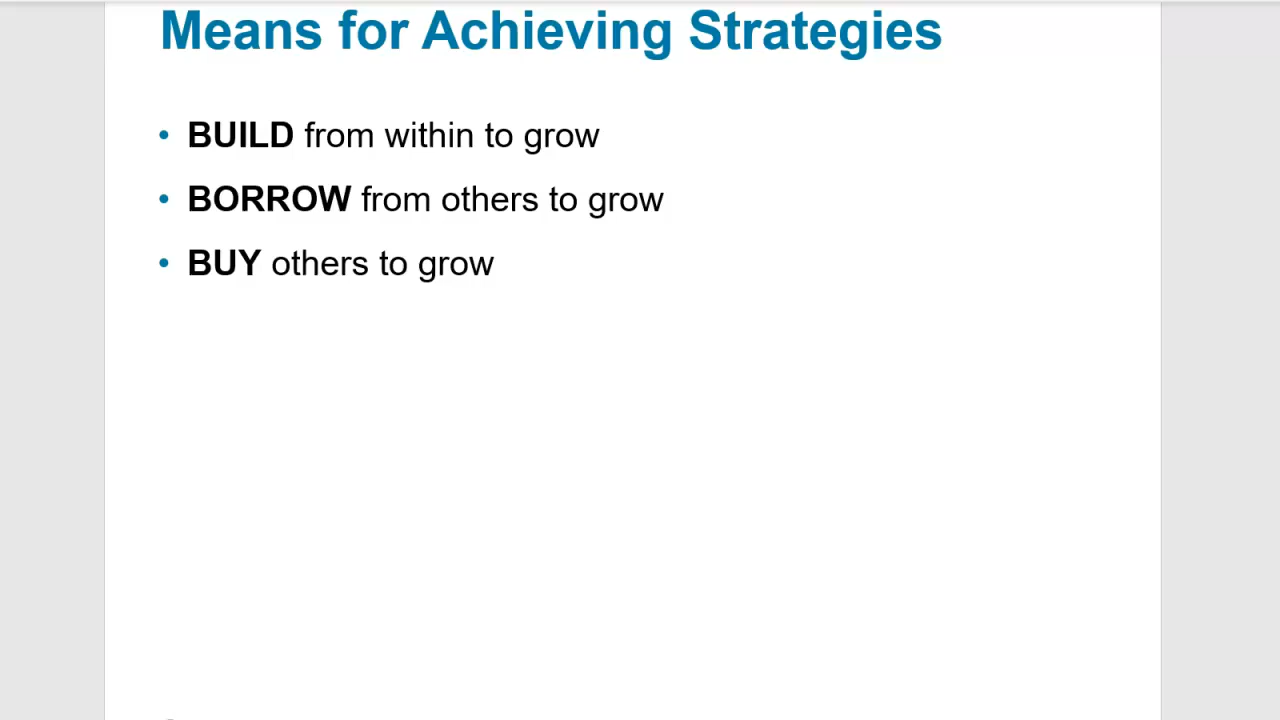 Means for Achieving Strategies
• BUILD from within to grow
• BORROW from others to grow
• BUY others to grow